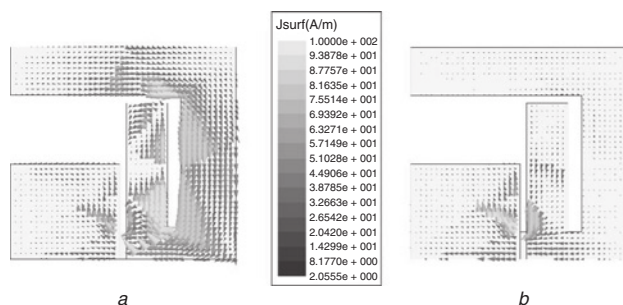 Jsurf(A/m)
1.0000e + 002
9.3878e + 001
8.7757e + 001
8.1635e + 001
7.5514e + 001
6.9392e + 001
6.3271e + 001
5.7149e + 001
5.1028e + 001
4.4906e + 001
3.8785e + 001
3.2663e + 001
2.6542e + 001
2.0420e + 001
1.4299e + 001
8.1770e + 000
2.0555e + 000
a
b